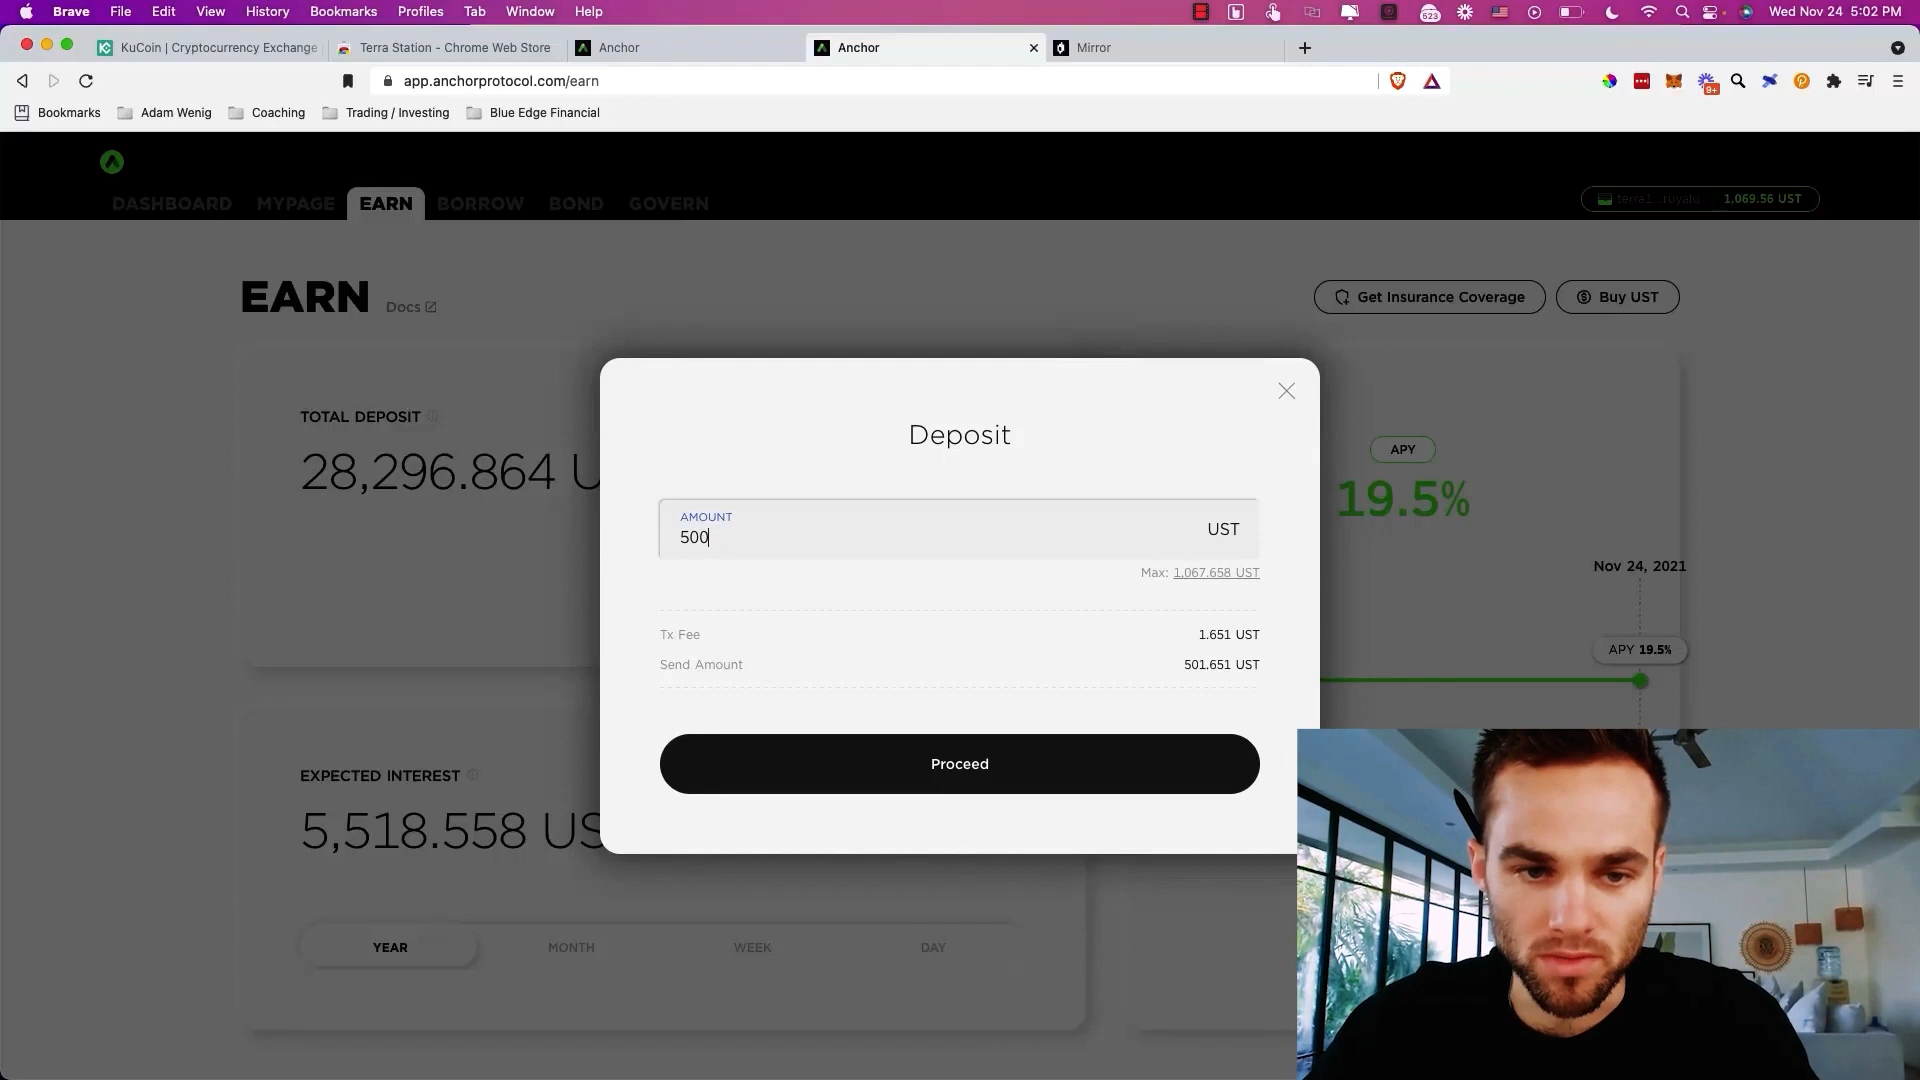 Brave File Edit View History Bookmarks Profiles Tab Window Help
523
Wed Nov 24 5:02 PM
KuCoin | Cryptocurrency Exchange
Terra Station - Chrome Web Store
Anchor
Anchor
Mirror
app.anchorprotocol.com/earn
9+
Bookmarks
Adam Wenig
Coaching
Trading / Investing
Blue Edge Financial
DASHBOARD
MYPAGE
EARN
BORROW
BOND
GOVERN
terra1...ruyalu
1,069.56 UST
EARN
Docs
Get Insurance Coverage
Buy UST
TOTAL DEPOSIT
28,296.864 U
Deposit
AMOUNT
500
UST
Max: 1,067.658 UST
Tx Fee
1.651 UST
Send Amount
501.651 UST
Proceed
APY
19.5%
Nov 24, 2021
APY 19.5%
EXPECTED INTEREST
5,518.558 US
YEAR
MONTH
WEEK
DAY